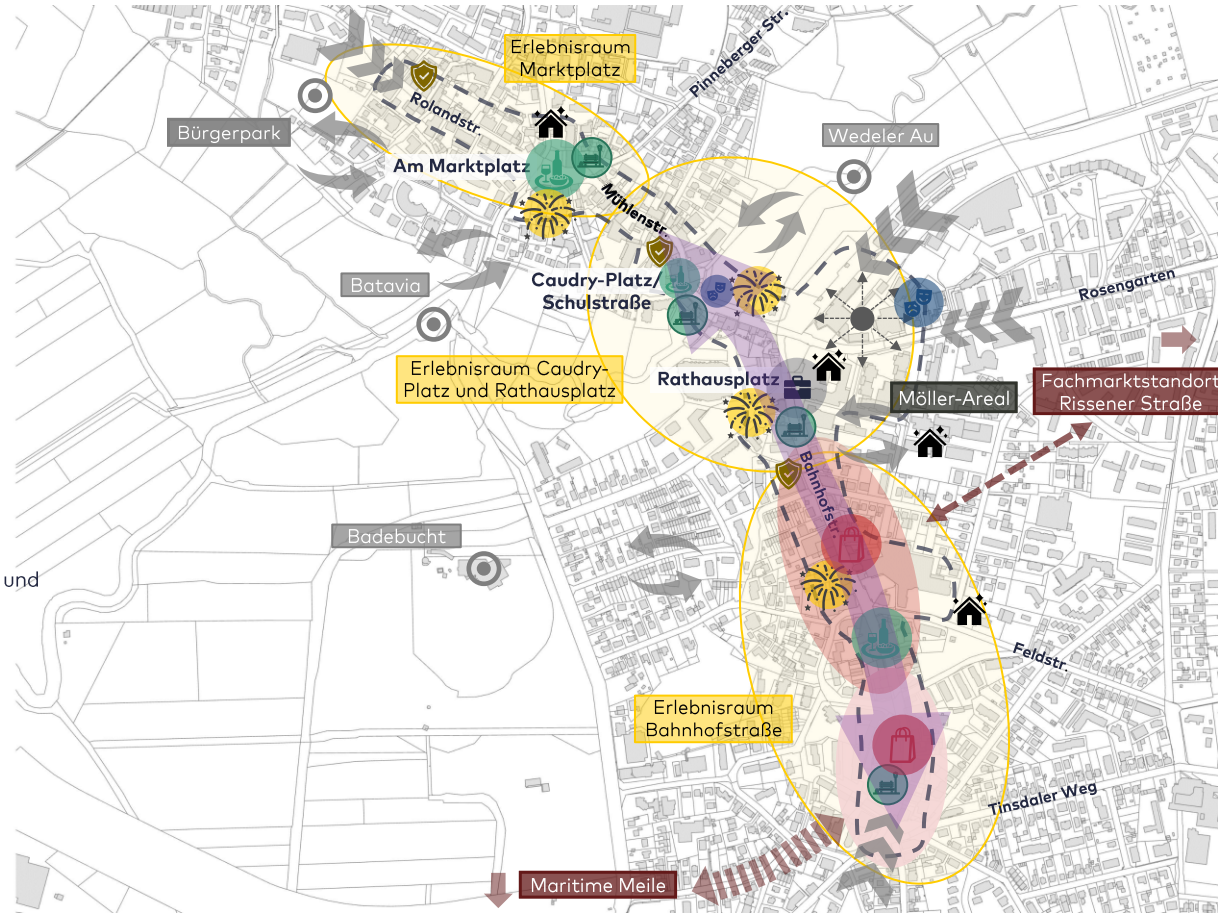 Erlebnisraum
Marktplatz
Pinneberger Str.
Rolandstr.
Bürgerpark
Wedeler Au
Am Marktplatz
Mühlenstr.
Batavia
Caudry-Platz/
Schulstraße
Rosengarten
Erlebnisraum Caudry-
Platz und Rathausplatz
Rathausplatz
Möller-Areal
Fachmarktstandort
Rissener Straße
Bahnhofstr.
Badebucht
und
Feldstr.
Erlebnisraum
Bahnhofstraße
Tinsdaler Weg
Maritime Meile